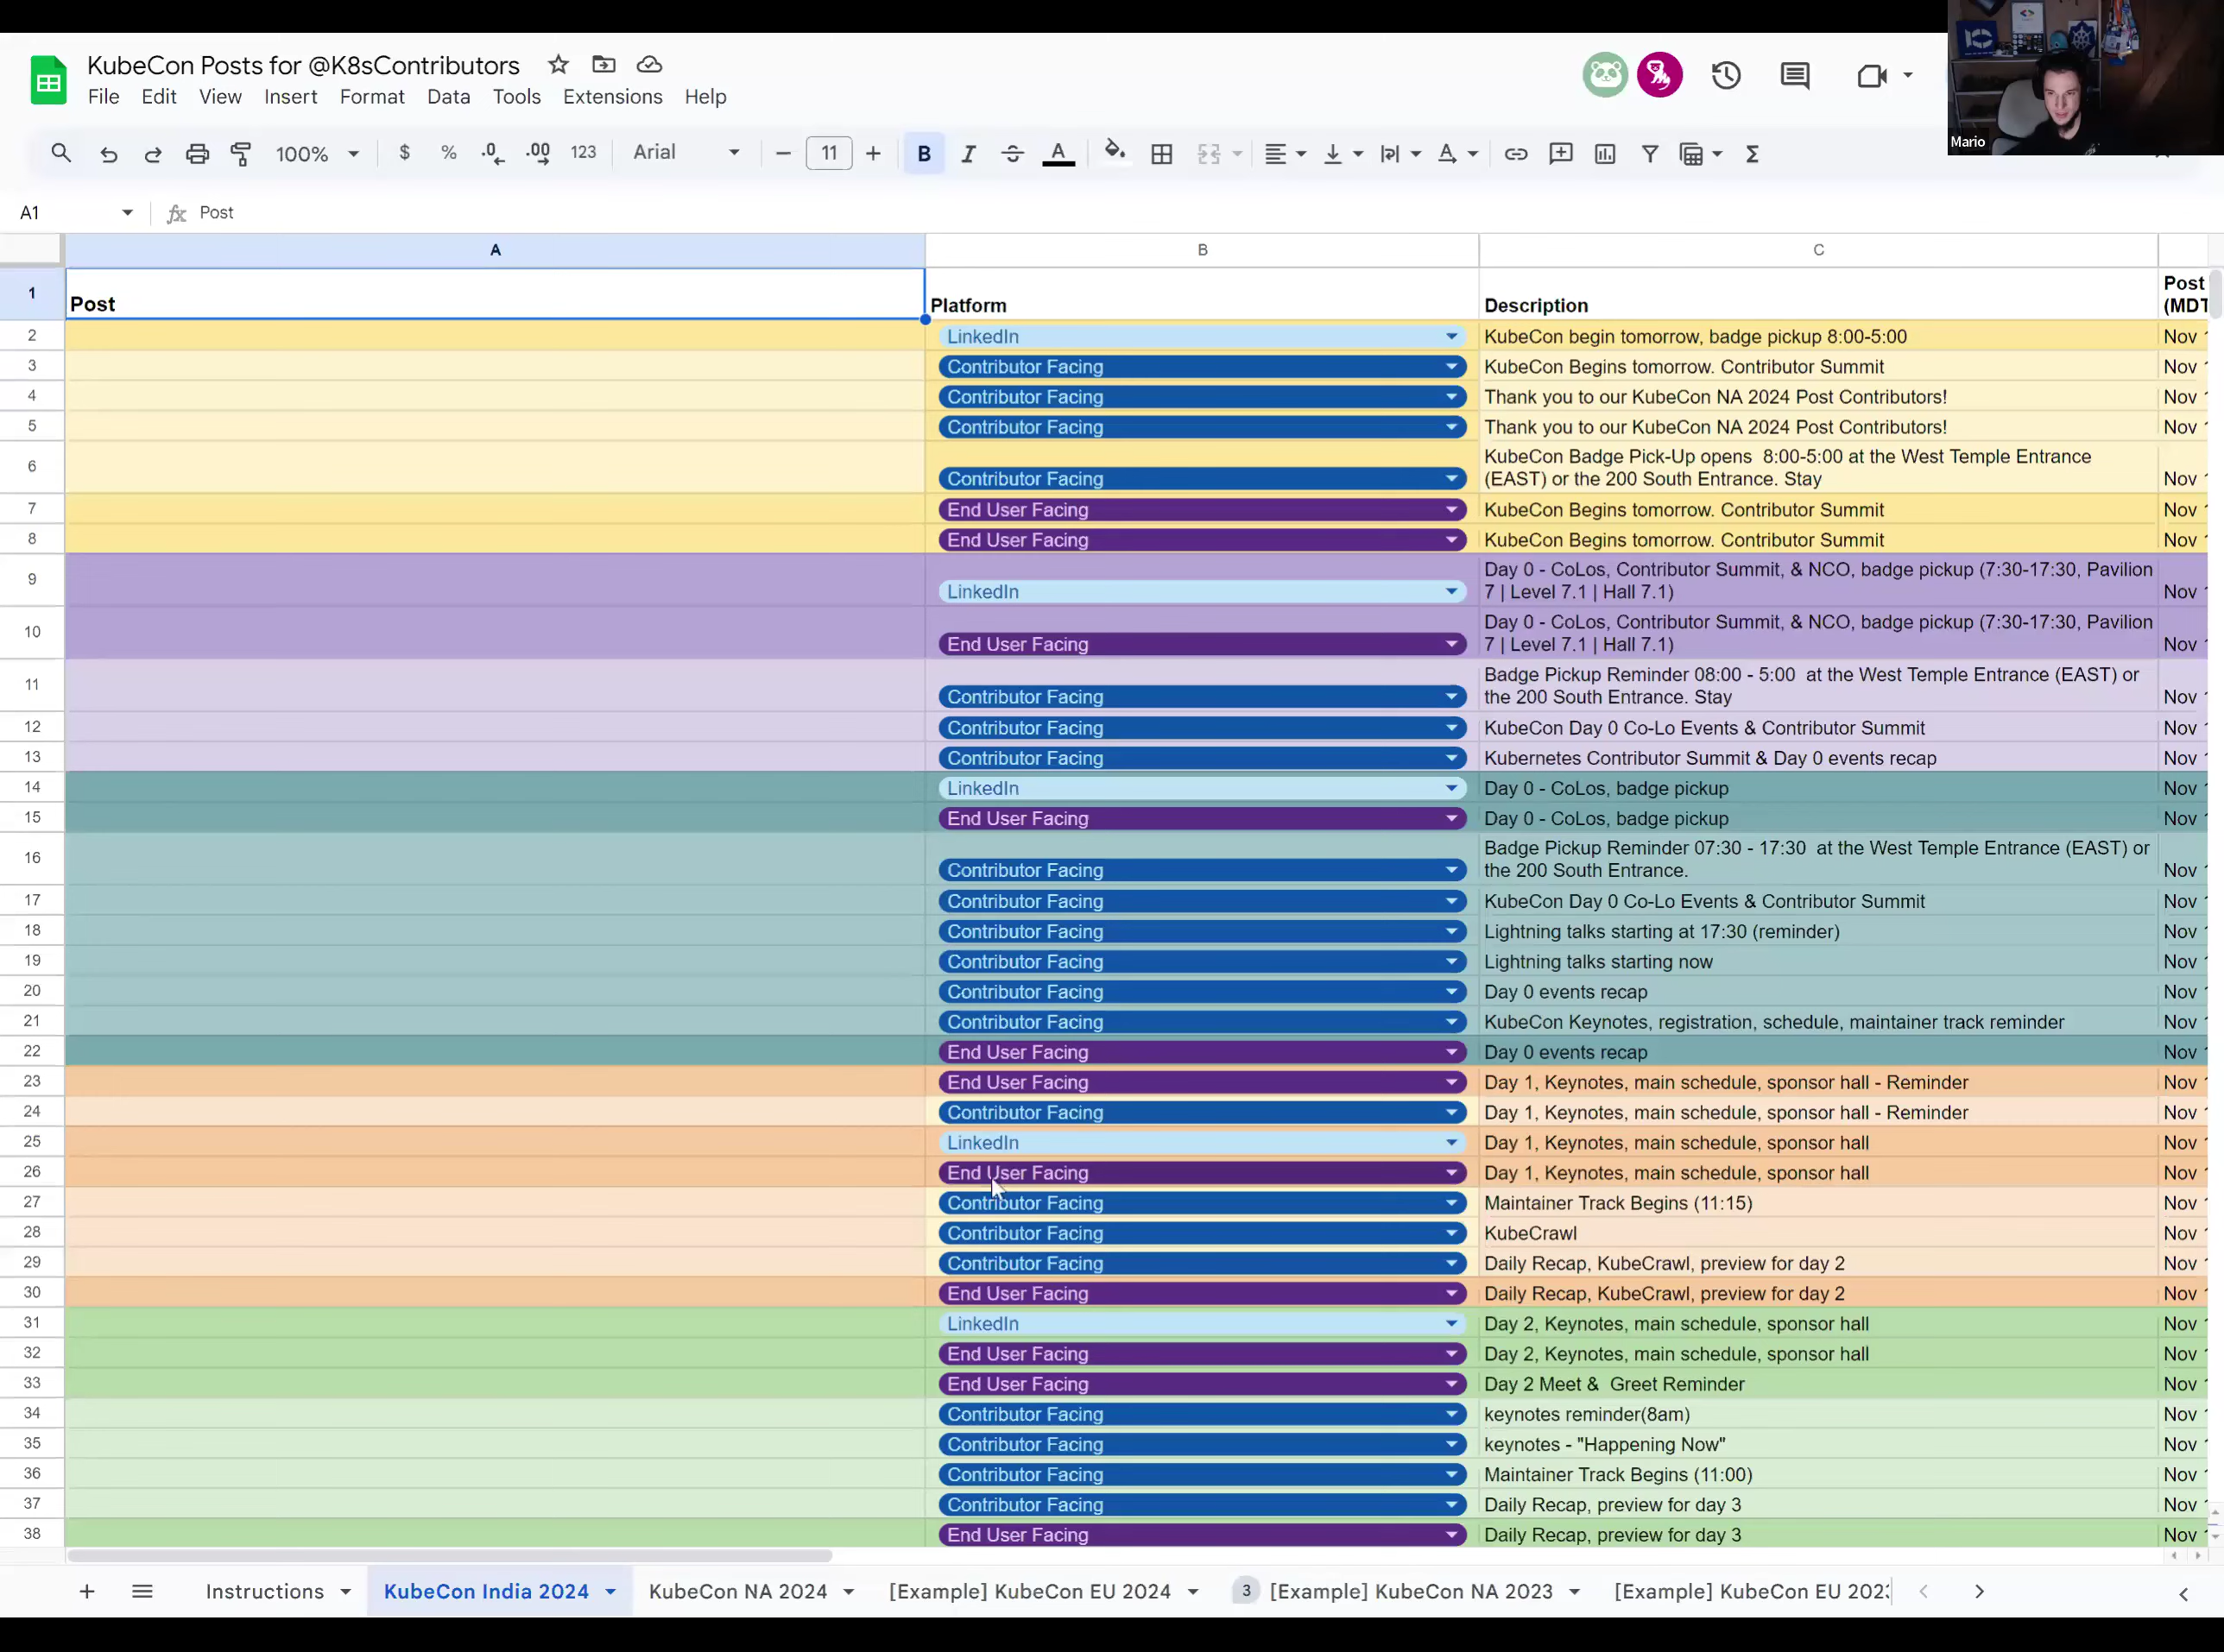 KubeCon Posts for @K8sContributors
File Edit View Insert Format Data Tools Extensions Help
Mario
100% $ % .0 .00 123 Arial 11 B I
A1 fx Post
A B C
1 Post Platform Description Post
(MDT
2 LinkedIn KubeCon begin tomorrow, badge pickup 8:00-5:00 Nov
3 Contributor Facing KubeCon Begins tomorrow. Contributor Summit Nov
4 Contributor Facing Thank you to our KubeCon NA 2024 Post Contributors! Nov
5 Contributor Facing Thank you to our KubeCon NA 2024 Post Contributors! Nov
6 Contributor Facing KubeCon Badge Pick-Up opens 8:00-5:00 at the West Temple Entrance
(EAST) or the 200 South Entrance. Stay Nov
7 End User Facing KubeCon Begins tomorrow. Contributor Summit Nov
8 End User Facing KubeCon Begins tomorrow. Contributor Summit Nov
9 LinkedIn Day 0 - CoLos, Contributor Summit, & NCO, badge pickup (7:30-17:30, Pavilion
7 | Level 7.1 | Hall 7.1) Nov
10 End User Facing Day 0 - CoLos, Contributor Summit, & NCO, badge pickup (7:30-17:30, Pavilion
7 | Level 7.1 | Hall 7.1) Nov
11 Contributor Facing Badge Pickup Reminder 08:00 - 5:00 at the West Temple Entrance (EAST) or
the 200 South Entrance. Stay Nov
12 Contributor Facing KubeCon Day 0 Co-Lo Events & Contributor Summit Nov
13 Contributor Facing Kubernetes Contributor Summit & Day 0 events recap Nov
14 LinkedIn Day 0 - CoLos, badge pickup Nov
15 End User Facing Day 0 - CoLos, badge pickup Nov
16 Contributor Facing Badge Pickup Reminder 07:30 - 17:30 at the West Temple Entrance (EAST) or
the 200 South Entrance. Nov
17 Contributor Facing KubeCon Day 0 Co-Lo Events & Contributor Summit Nov
18 Contributor Facing Lightning talks starting at 17:30 (reminder) Nov
19 Contributor Facing Lightning talks starting now Nov
20 Contributor Facing Day 0 events recap Nov
21 Contributor Facing KubeCon Keynotes, registration, schedule, maintainer track reminder Nov
22 End User Facing Day 0 events recap Nov
23 End User Facing Day 1, Keynotes, main schedule, sponsor hall - Reminder Nov
24 Contributor Facing Day 1, Keynotes, main schedule, sponsor hall - Reminder Nov
25 LinkedIn Day 1, Keynotes, main schedule, sponsor hall Nov
26 End User Facing Day 1, Keynotes, main schedule, sponsor hall Nov
27 Contributor Facing Maintainer Track Begins (11:15) Nov
28 Contributor Facing KubeCrawl Nov
29 Contributor Facing Daily Recap, KubeCrawl, preview for day 2 Nov
30 End User Facing Daily Recap, KubeCrawl, preview for day 2 Nov
31 LinkedIn Day 2, Keynotes, main schedule, sponsor hall Nov
32 End User Facing Day 2, Keynotes, main schedule, sponsor hall Nov
33 End User Facing Day 2 Meet & Greet Reminder Nov
34 Contributor Facing keynotes reminder(8am) Nov
35 Contributor Facing keynotes - "Happening Now" Nov
36 Contributor Facing Maintainer Track Begins (11:00) Nov
37 Contributor Facing Daily Recap, preview for day 3 Nov
38 End User Facing Daily Recap, preview for day 3 Nov
Instructions KubeCon India 2024 KubeCon NA 2024 [Example] KubeCon EU 2024 3 [Example] KubeCon NA 2023 [Example] KubeCon EU 202